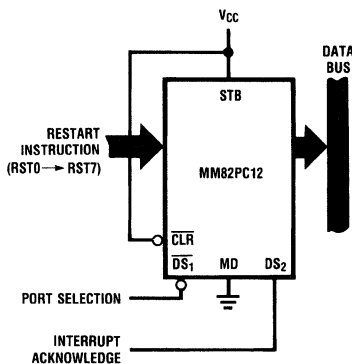 VCC
DATA
BUS
STB
RESTART
INSTRUCTION
(RST0 → RST7)
MM82PC12
CLR
DS1 MD DS2
PORT SELECTION
INTERRUPT
ACKNOWLEDGE